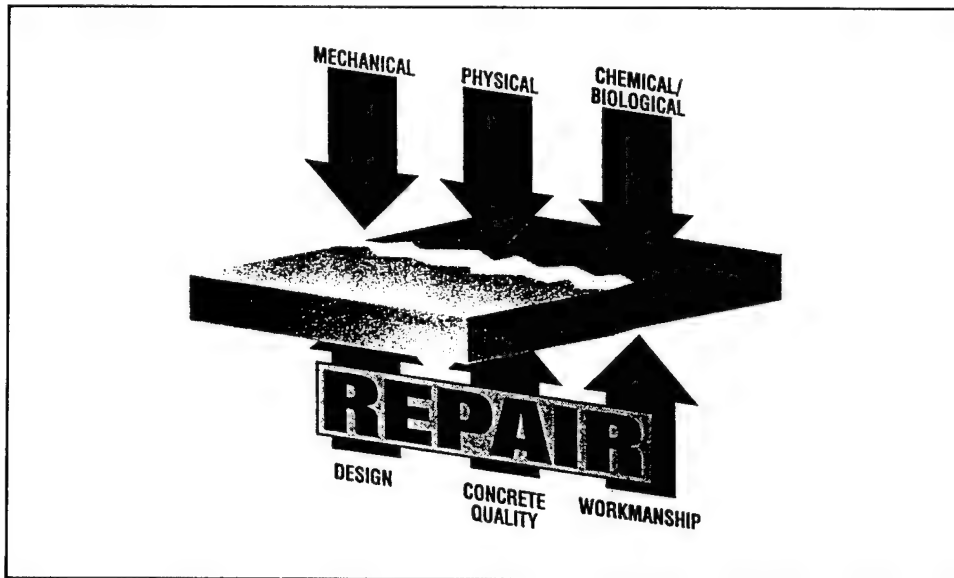 MECHANICAL
PHYSICAL
CHEMICAL/
BIOLOGICAL
REPAIR
DESIGN
CONCRETE
QUALITY
WORKMANSHIP